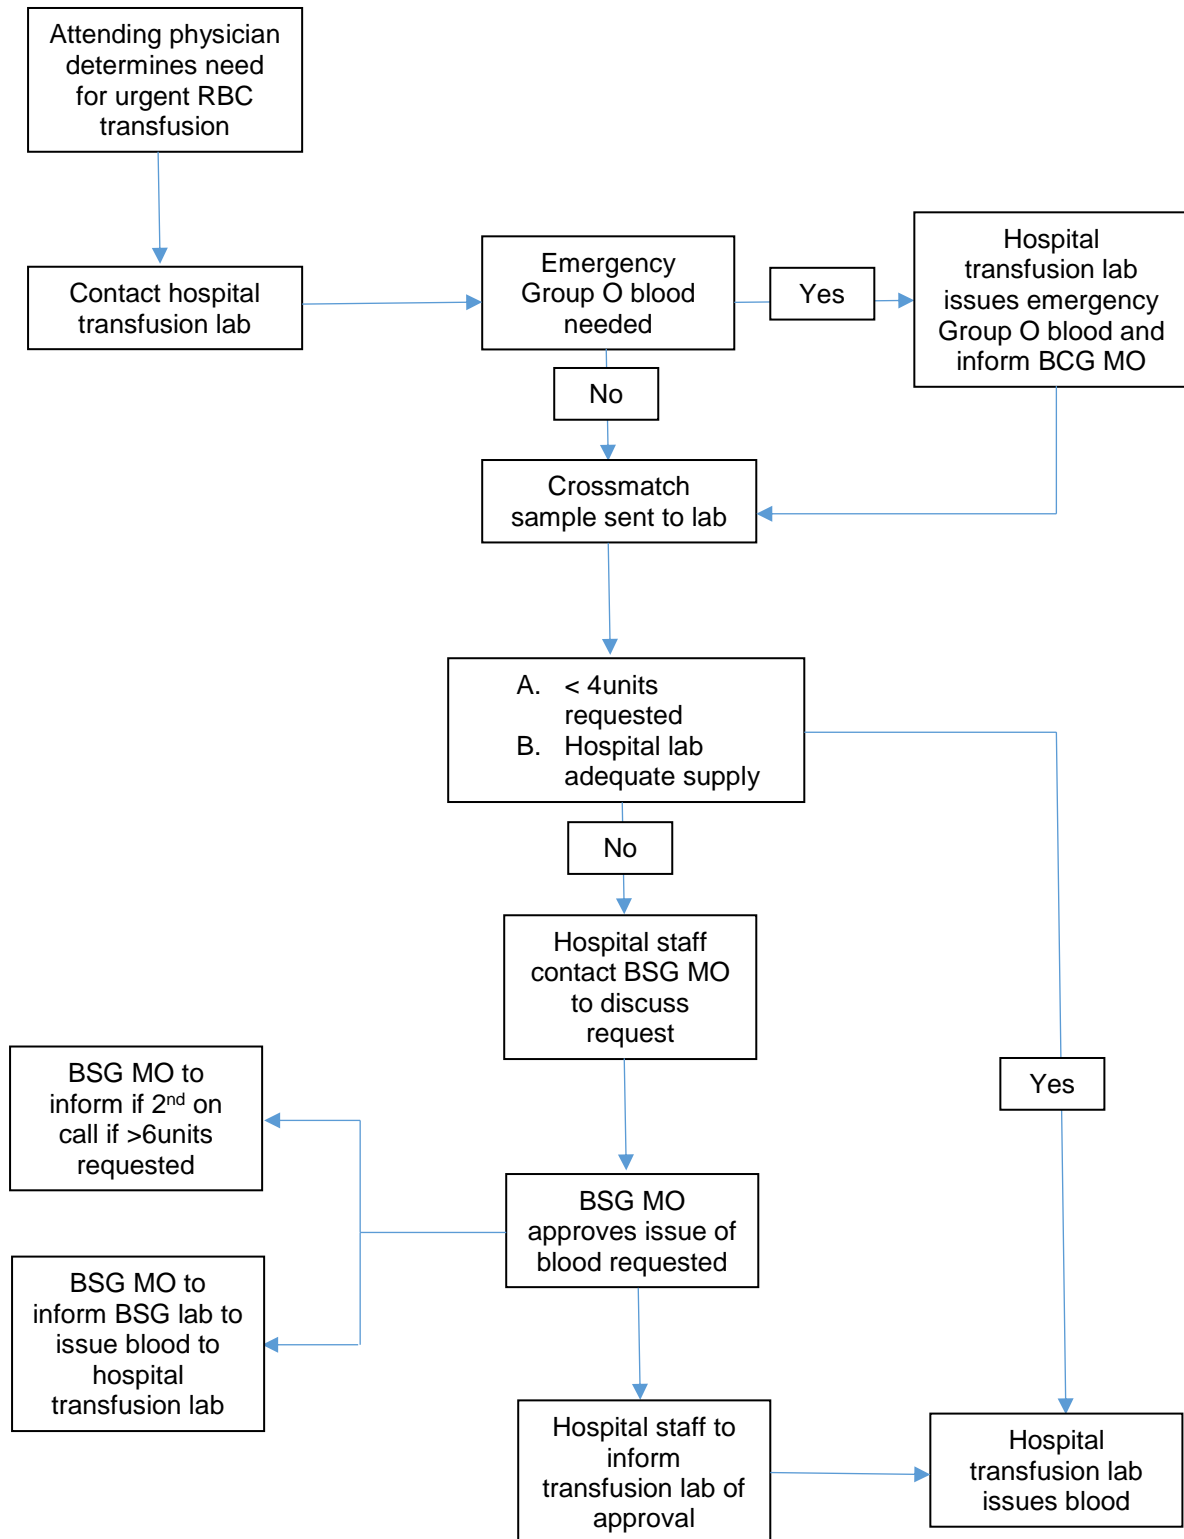 Attending physician
determines need
for urgent RBC
transfusion
Contact hospital
transfusion lab
Emergency
Group O blood
needed
Yes
Hospital
transfusion lab
issues emergency
Group O blood and
inform BCG MO
No
Crossmatch
sample sent to lab
A. < 4units
requested
B. Hospital lab
adequate supply
No
Hospital staff
contact BSG MO
to discuss
request
Yes
BSG MO to
inform if 2nd on
call if >6units
requested
BSG MO
approves issue of
blood requested
BSG MO to
inform BSG lab to
issue blood to
hospital
transfusion lab
Hospital staff to
inform
transfusion lab of
approval
Hospital
transfusion lab
issues blood